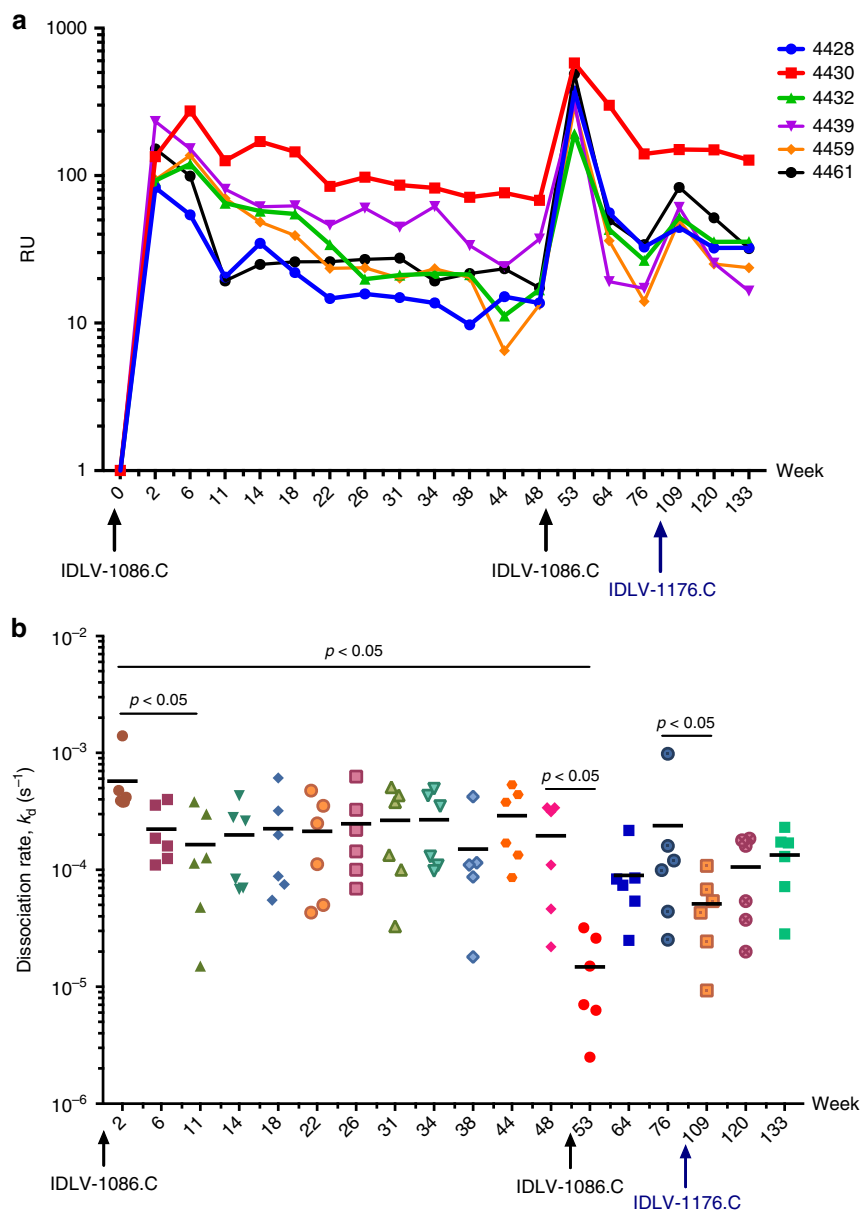 a
1000
100
10
1
RU
4428
4430
4432
4439
4459
4461
0 2 6 11 14 18 22 26 31 34 38 44 48 53 64 76 109 120 133
Week
IDLV-1086.C
IDLV-1086.C
IDLV-1176.C
b
10⁻²
10⁻³
10⁻⁴
10⁻⁵
10⁻⁶
Dissociation rate, k_d (s⁻¹)
p < 0.05
p < 0.05
p < 0.05
p < 0.05
2 6 11 14 18 22 26 31 34 38 44 48 53 64 76 109 120 133
Week
IDLV-1086.C
IDLV-1086.C
IDLV-1176.C